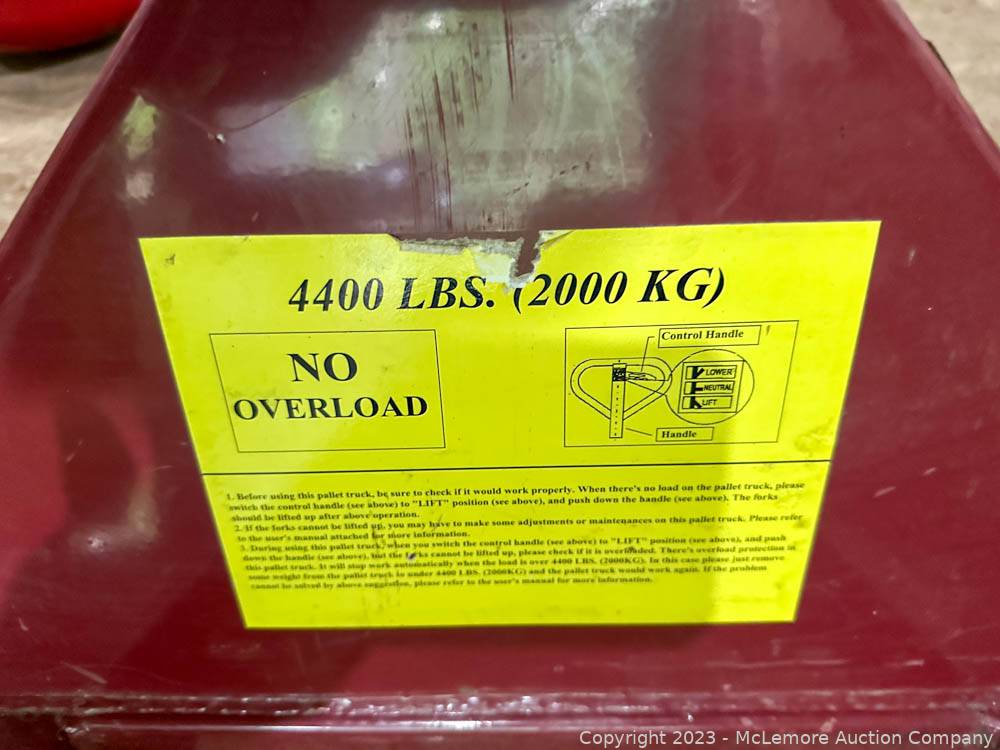 4400 LBS. (2000 KG)
NO
OVERLOAD
Control Handle
LOWER
NEUTRAL
LIFT
Handle
1. Before using this pallet truck, be sure to check if it would work properly. When there's no load on the pallet truck, please
switch the control handle (see above) to "LIFT" position (see above), and push down the handle (see above). The forks
should be lifted up after above operation.
2. If the forks cannot be lifted up, you may have to make some adjustments or maintenances on this pallet truck. Please refer
to the user's manual attached for more information.
3. During using this pallet truck, when you switch the control handle (see above) to "LIFT" position (see above), and push
down the handle (see above), but the forks cannot be lifted up, please check if it is overloaded. There's overload protection in
this pallet truck. It will stop work automatically when the load is over 4400 LBS. (2000KG). In this case please just remove
some weight from the pallet truck to under 4400 LBS. (2000KG) and the pallet truck would work again. If the problem
cannot be solved by above suggestion, please refer to the user's manual for more information.
Copyright 2023 - McLemore Auction Company